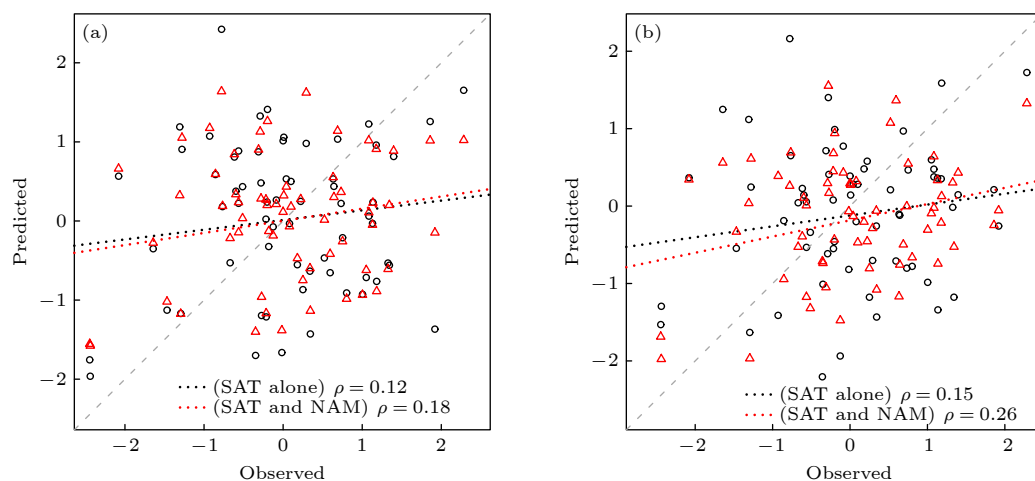 (a)
2
1
0
−1
−2
Predicted
−2
−1
0
1
2
Observed
(SAT alone) ρ = 0.12
(SAT and NAM) ρ = 0.18
(b)
2
1
0
−1
−2
Predicted
−2
−1
0
1
2
Observed
(SAT alone) ρ = 0.15
(SAT and NAM) ρ = 0.26